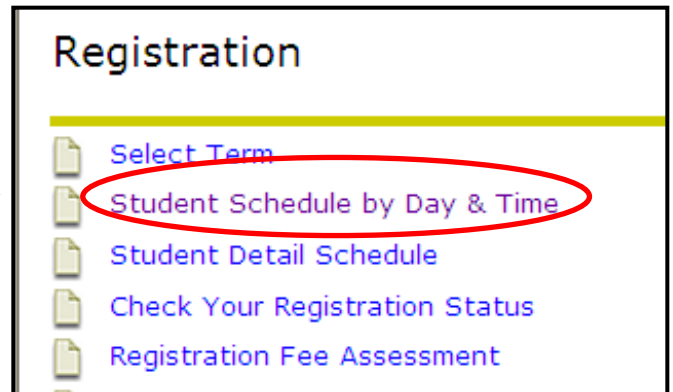 Registration
Select Term
Student Schedule by Day & Time
Student Detail Schedule
Check Your Registration Status
Registration Fee Assessment